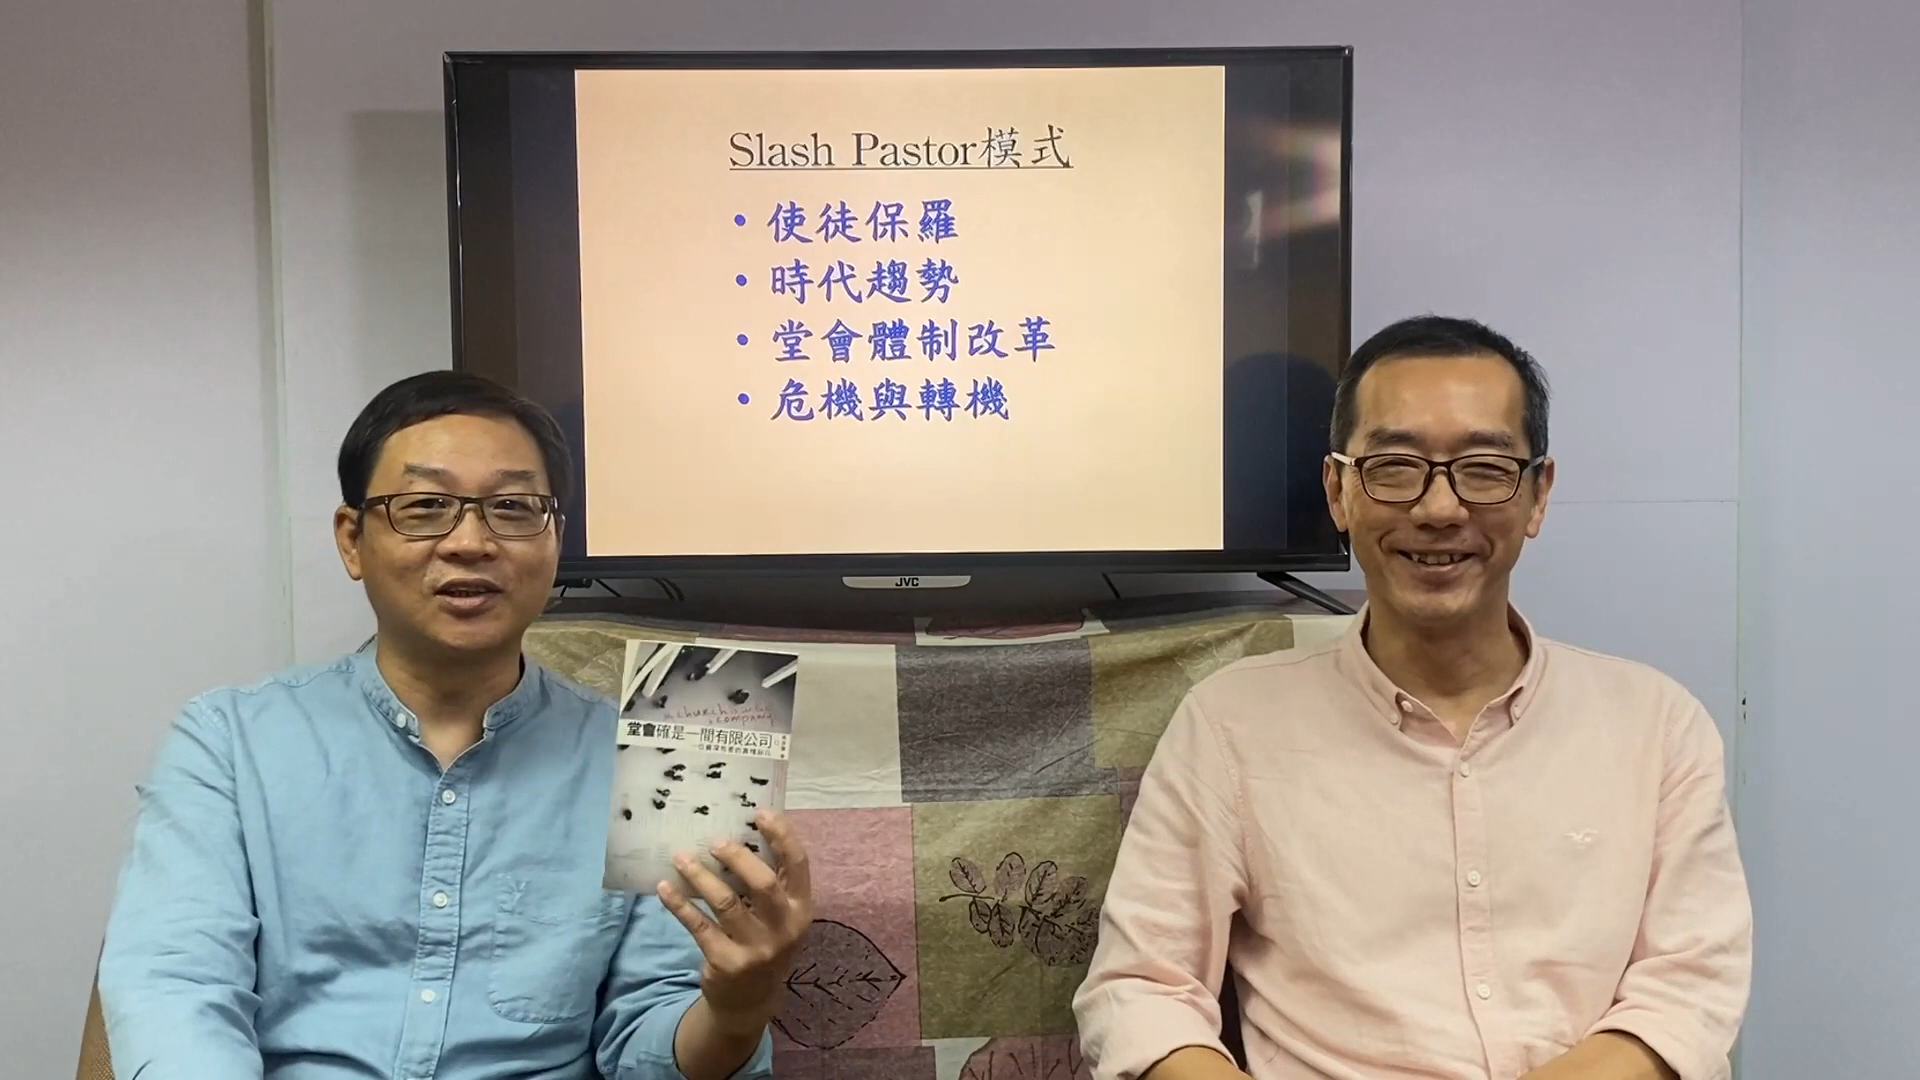 Slash Pastor模式
• 使徒保羅
• 時代趨勢
• 堂會體制改革
• 危機與轉機
JVC
church
company
堂會確是一間有限公司